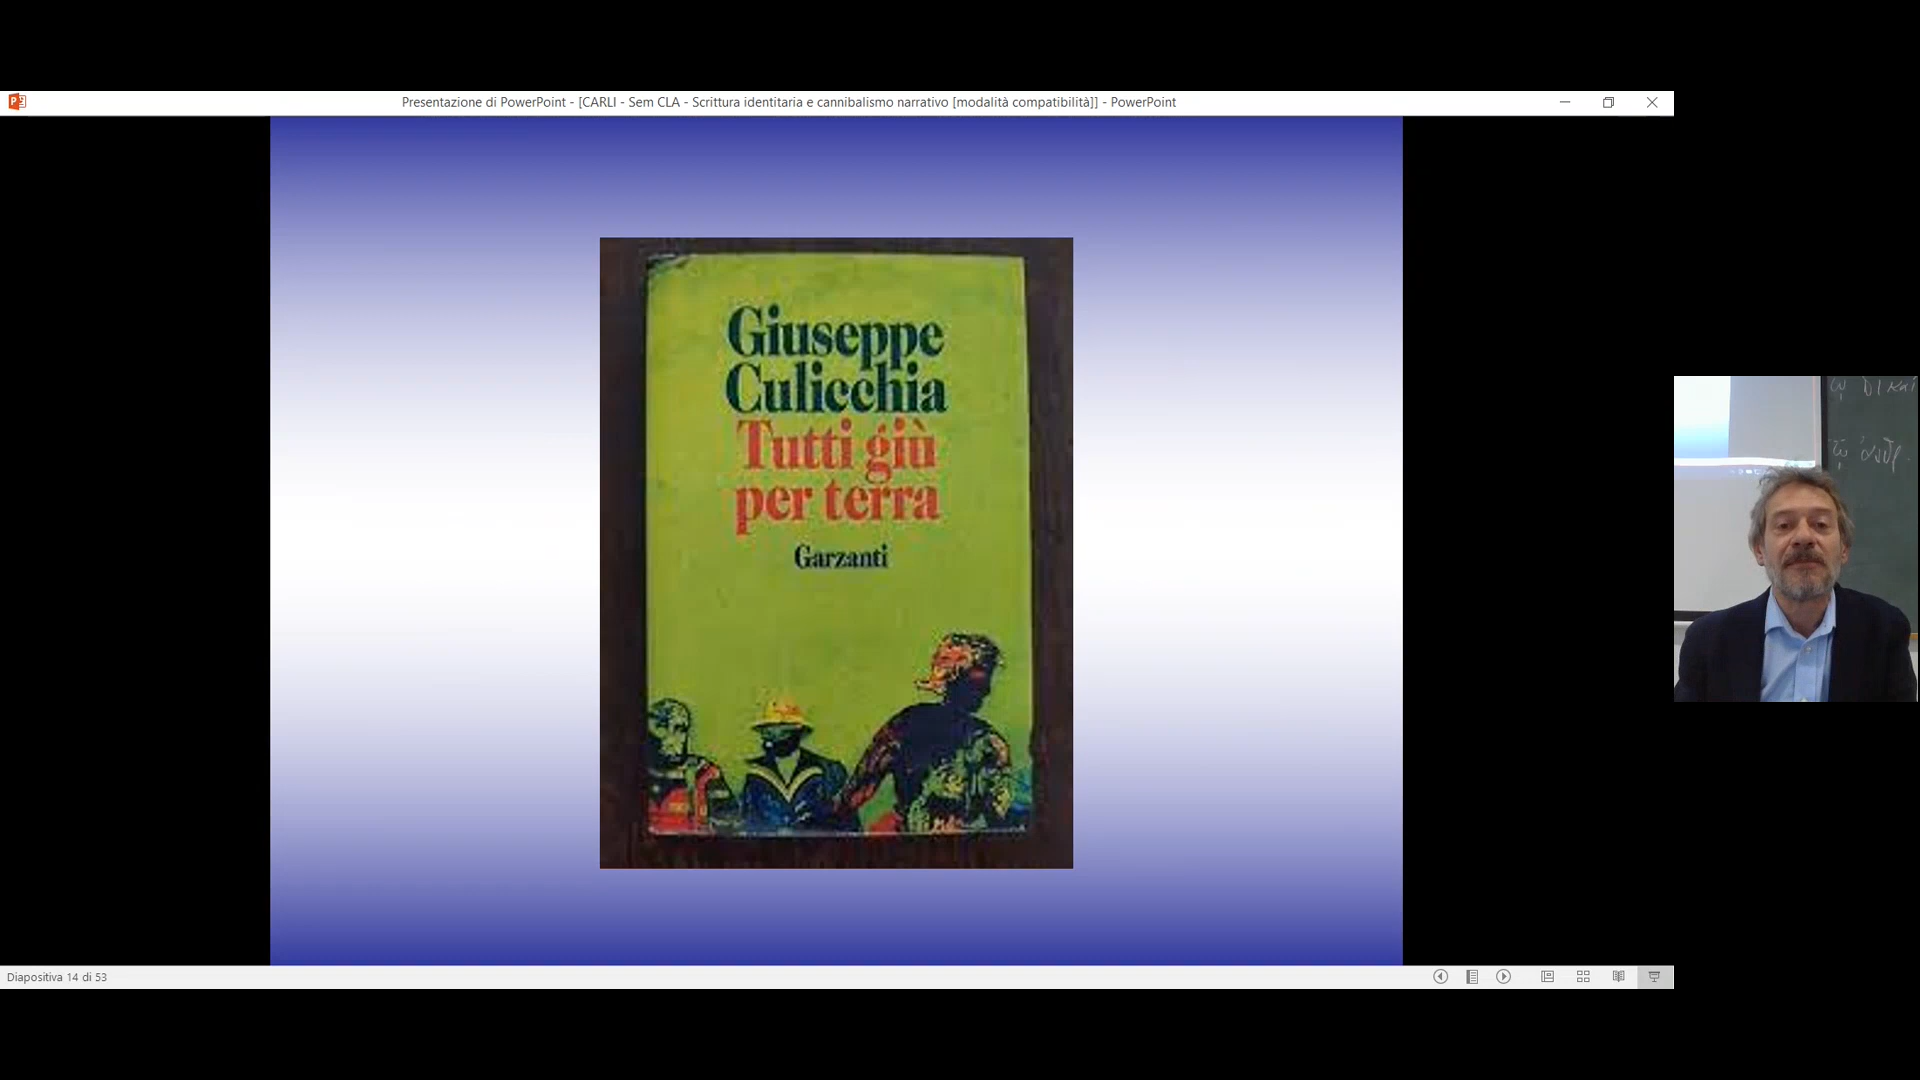 Presentazione di PowerPoint - [CARLI - Sem CLA - Scrittura identitaria e cannibalismo narrativo [modalità compatibilità]] - PowerPoint
Giuseppe
Culicchia
Tutti giù
per terra
Garzanti
Diapositiva 14 di 53